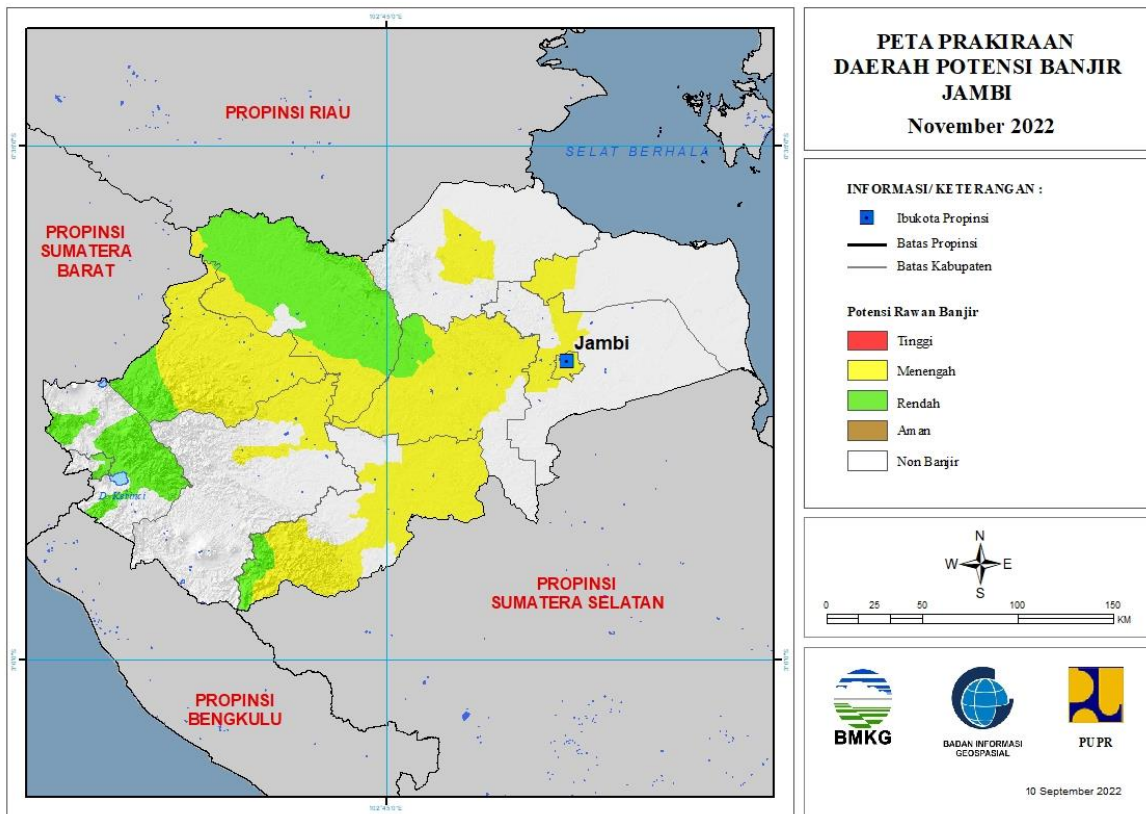 PETA PRAKIRAAN
DAERAH POTENSI BANJIR
JAMBI
November 2022
INFORMASI/ KETERANGAN :
Ibukota Propinsi
Batas Propinsi
Batas Kabupaten
Potensi Rawan Banjir
Tinggi
Menengah
Rendah
Aman
Non Banjir
N
W
E
S
0 25 50 100 150
KM
BMKG
BADAN INFORMASI
GEOSPASIAL
PUPR
10 September 2022
PROPINSI RIAU
SELAT BERHALA
PROPINSI
SUMATERA
BARAT
Jambi
D. Kerinci
PROPINSI
SUMATERA SELATAN
PROPINSI
BENGKULU